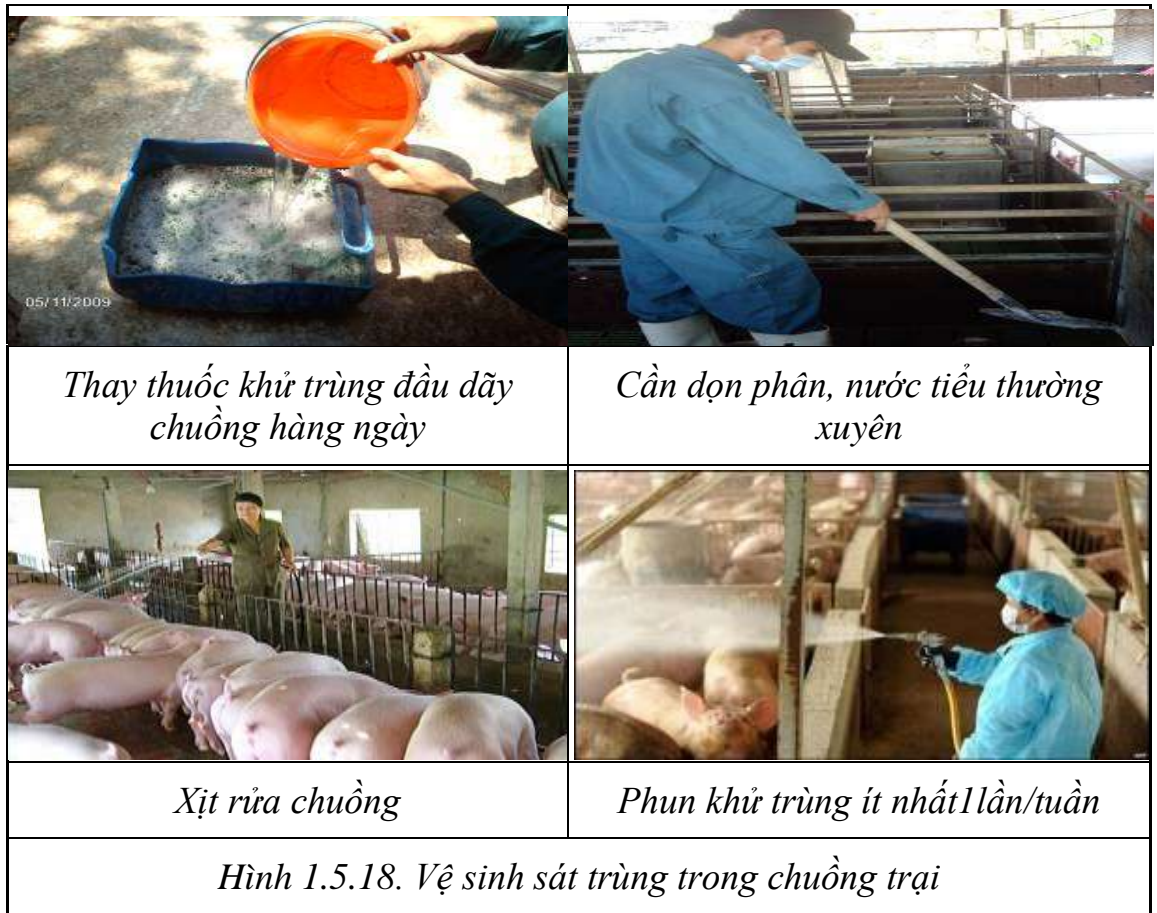 05/11/2009
Thay thuốc khử trùng đầu dãy
chuồng hàng ngày
Cần dọn phân, nước tiểu thường
xuyên
Xịt rửa chuồng
Phun khử trùng ít nhất1lần/tuần
Hình 1.5.18. Vệ sinh sát trùng trong chuồng trại